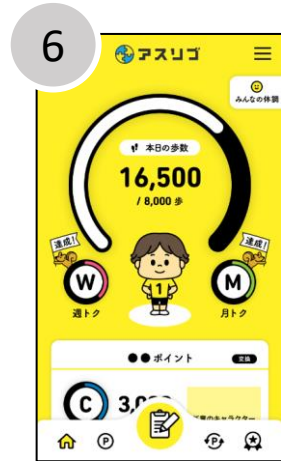 6
アスリゴ
みんなの体調
本日の歩数
16,500
/ 8,000 歩
達成!
達成!
W
M
1
週トク
月トク
●●ポイント
交換
C
3,0
P
P